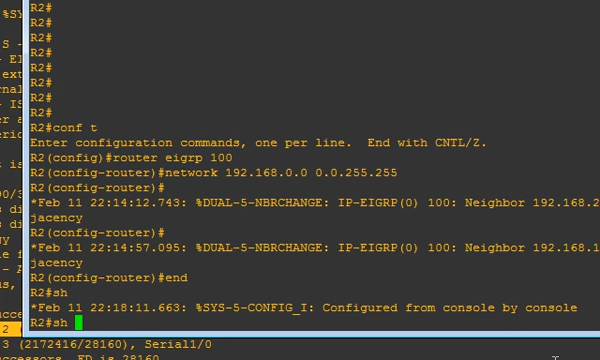 R2#
R2#
R2#
R2#
R2#
R2#
R2#
R2#
R2#conf t
Enter configuration commands, one per line.  End with CNTL/Z.
R2(config)#router eigrp 100
R2(config-router)#network 192.168.0.0 0.0.255.255
R2(config-router)#
*Feb 11 22:14:12.743: %DUAL-5-NBRCHANGE: IP-EIGRP(0) 100: Neighbor 192.168.2
jacency
R2(config-router)#
*Feb 11 22:14:57.095: %DUAL-5-NBRCHANGE: IP-EIGRP(0) 100: Neighbor 192.168.1
jacency
R2(config-router)#end
R2#sh
*Feb 11 22:18:11.663: %SYS-5-CONFIG_I: Configured from console by console
R2#sh
3 (2172416/28160), Serial1/0
uccessors, FD is 28160